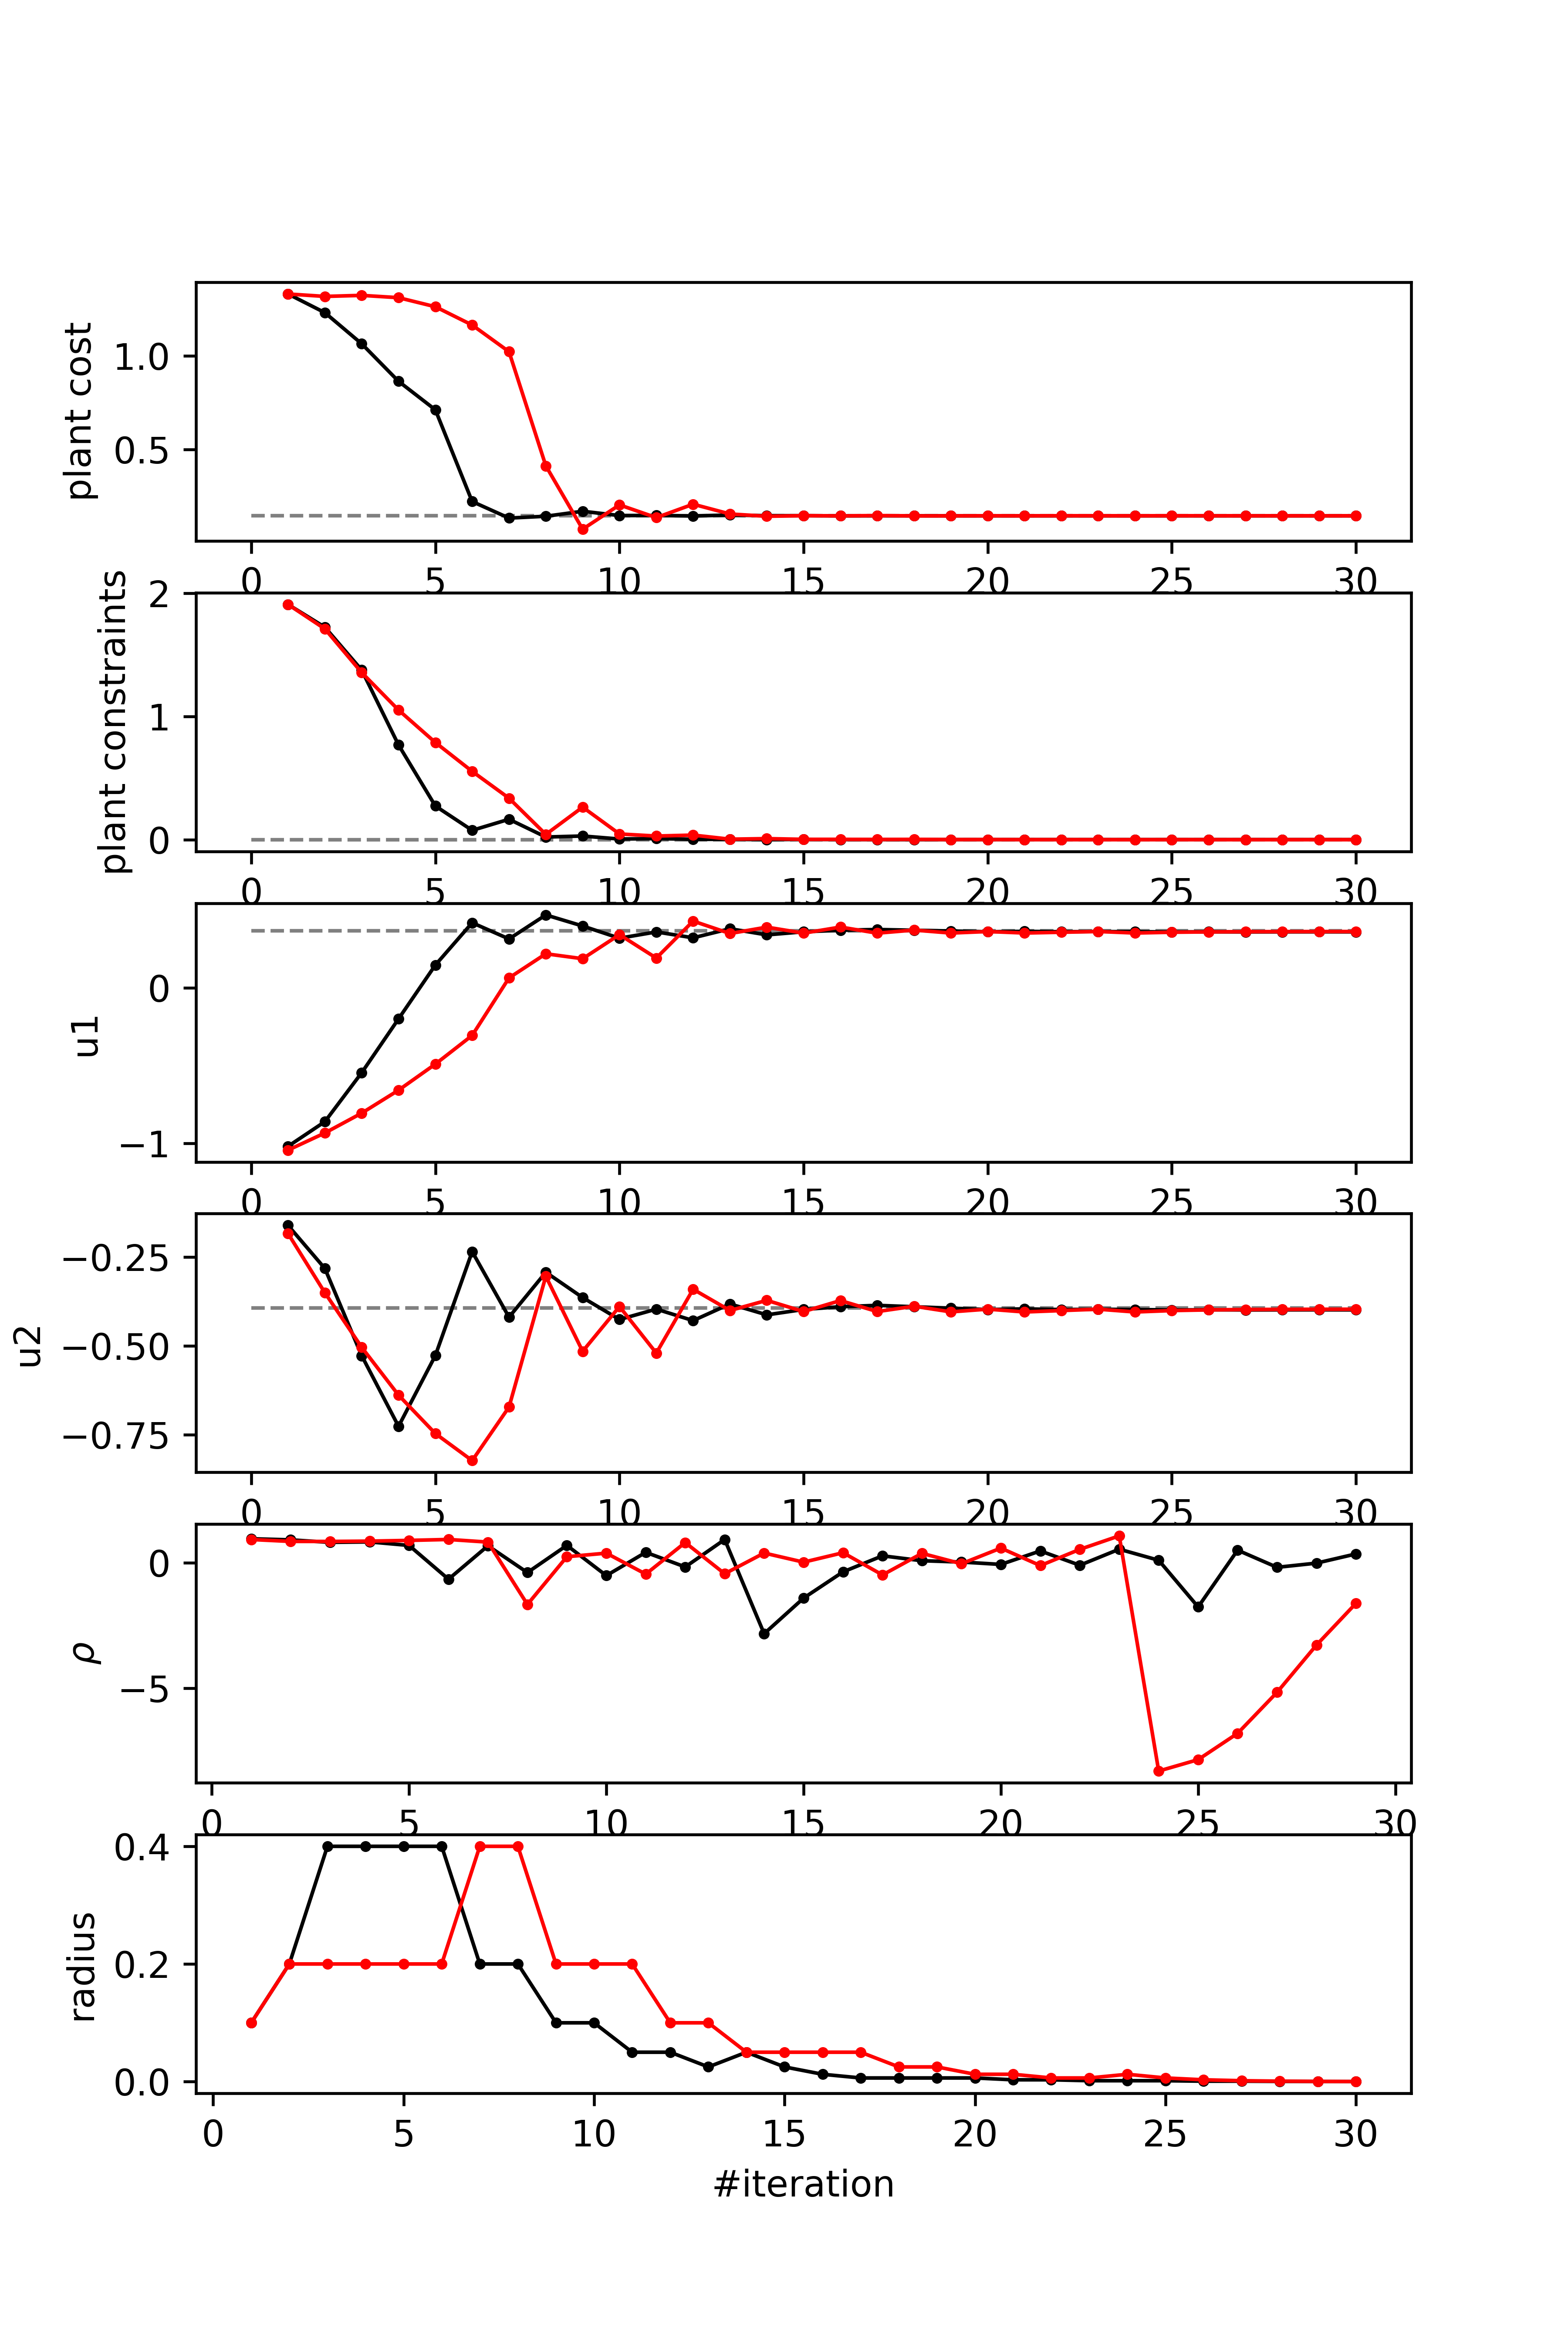 plant cost
1.0
0.5
0 5 10 15 20 25 30
plant constraints
2
1
0
0 5 10 15 20 25 30
u1
0
−1
0 5 10 15 20 25 30
u2
−0.25
−0.50
−0.75
0 5 10 15 20 25 30
ρ
0
−5
0 5 10 15 20 25 30
radius
0.4
0.2
0.0
0 5 10 15 20 25 30
#iteration